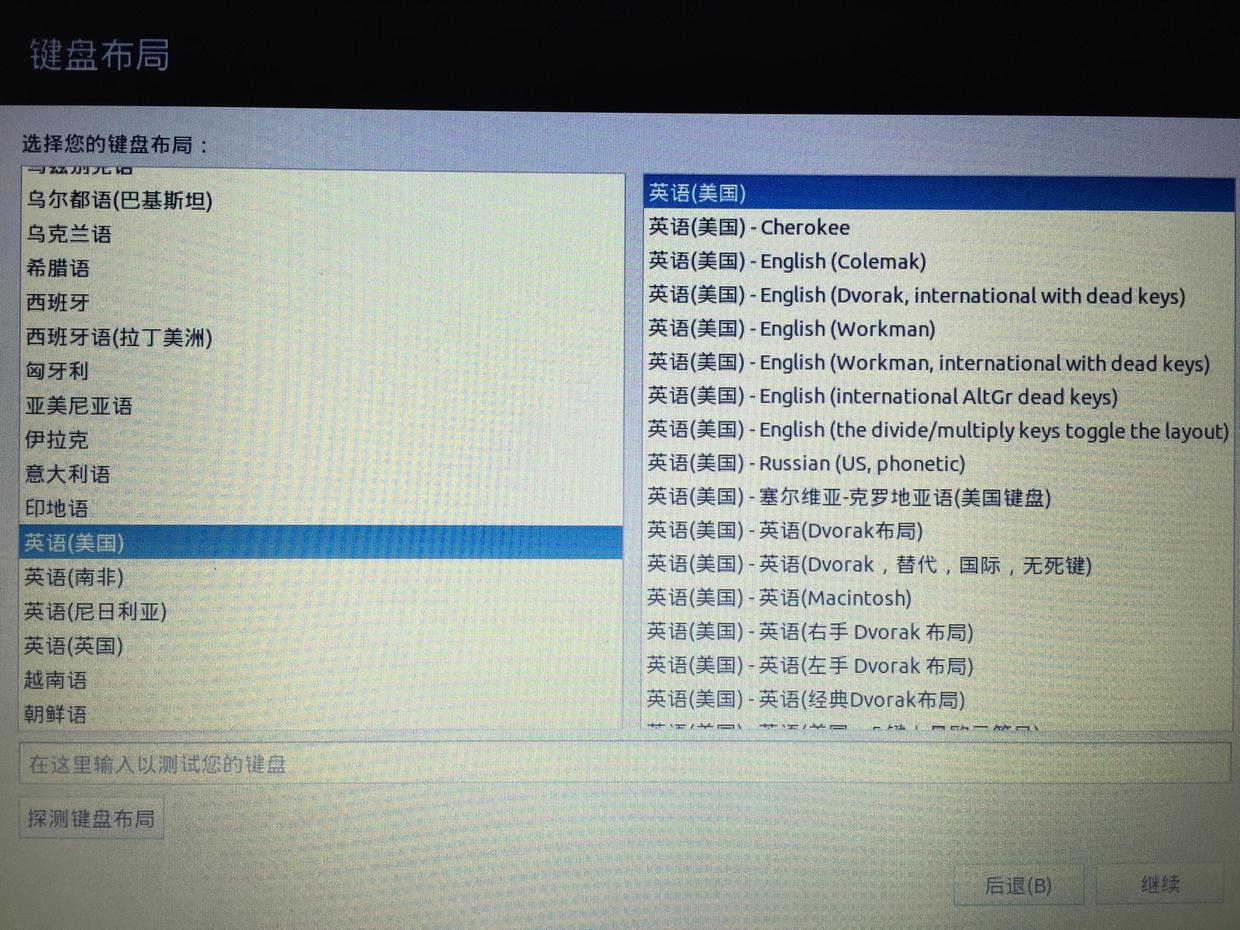 键盘布局
选择您的键盘布局：
乌尔都语(巴基斯坦)
乌克兰语
希腊语
西班牙
西班牙语(拉丁美洲)
匈牙利
亚美尼亚语
伊拉克
意大利语
印地语
英语(美国)
英语(南非)
英语(尼日利亚)
英语(英国)
越南语
朝鲜语
英语(美国)
英语(美国) - Cherokee
英语(美国) - English (Colemak)
英语(美国) - English (Dvorak, international with dead keys)
英语(美国) - English (Workman)
英语(美国) - English (Workman, international with dead keys)
英语(美国) - English (international AltGr dead keys)
英语(美国) - English (the divide/multiply keys toggle the layout)
英语(美国) - Russian (US, phonetic)
英语(美国) - 塞尔维亚-克罗地亚语(美国键盘)
英语(美国) - 英语(Dvorak布局)
英语(美国) - 英语(Dvorak，替代，国际，无死键)
英语(美国) - 英语(Macintosh)
英语(美国) - 英语(右手 Dvorak 布局)
英语(美国) - 英语(左手 Dvorak 布局)
英语(美国) - 英语(经典Dvorak布局)
在这里输入以测试您的键盘
探测键盘布局
后退(B)
继续